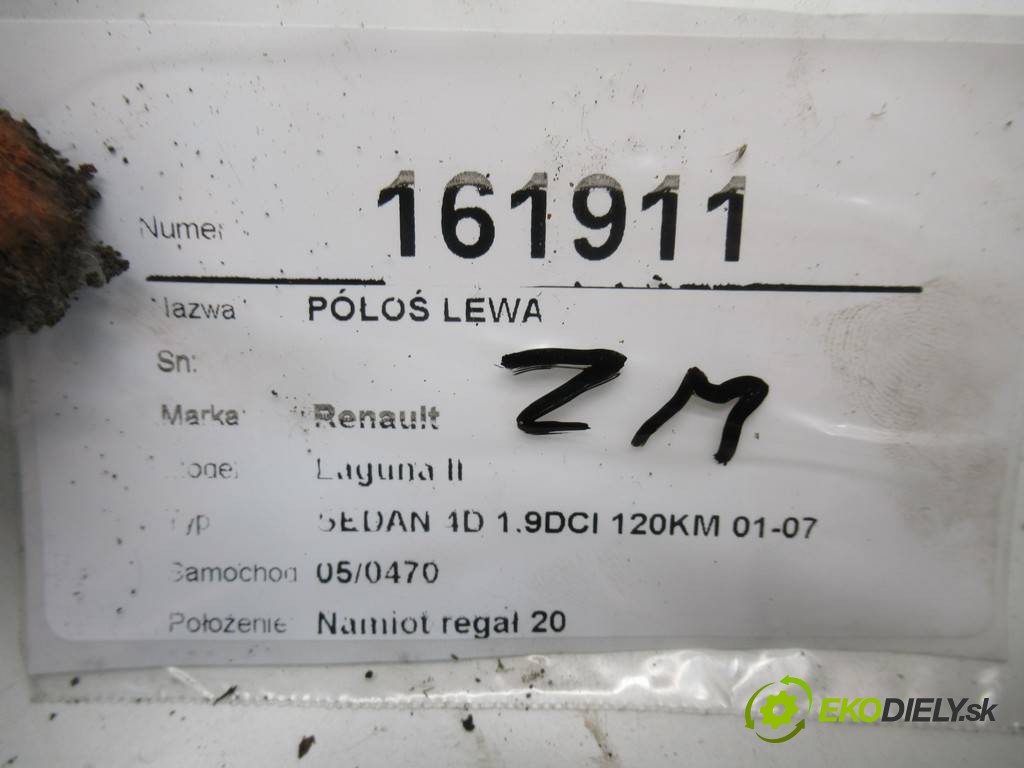 Numer 161911
Nazwa PÓŁOŚ LEWA
Sn:
ZM
Marka Renault
Model Laguna II
Typ SEDAN 4D 1.9DCI 120KM 01-07
Samochod 05/0470
Położenie Namiot regał 20
EKODIELY.sk